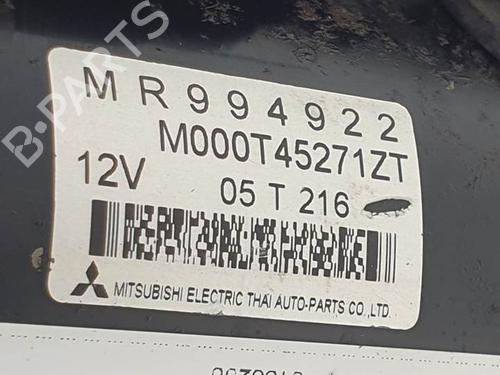 MR994922
M000T45271ZT
12V
05 T 216
MITSUBISHI ELECTRIC THAI AUTO-PARTS CO.,LTD.
B-PARTS